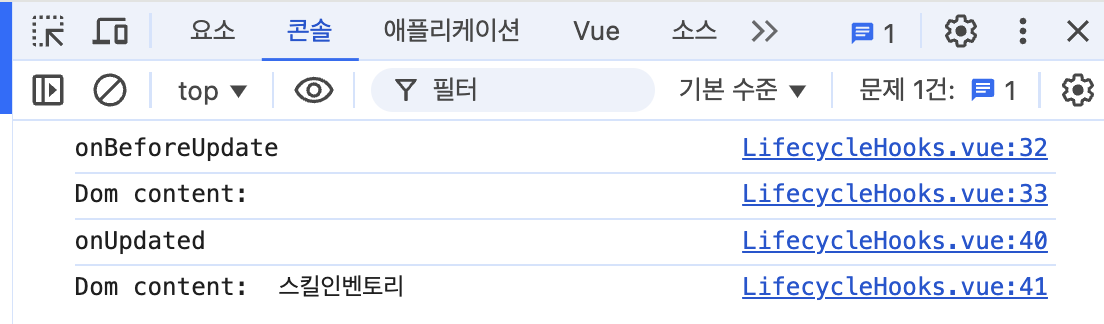 요소 콘솔 애플리케이션 Vue 소스 1
top 필터 기본 수준 문제 1건: 1
onBeforeUpdate LifecycleHooks.vue:32
Dom content: LifecycleHooks.vue:33
onUpdated LifecycleHooks.vue:40
Dom content: 스킬인벤토리 LifecycleHooks.vue:41